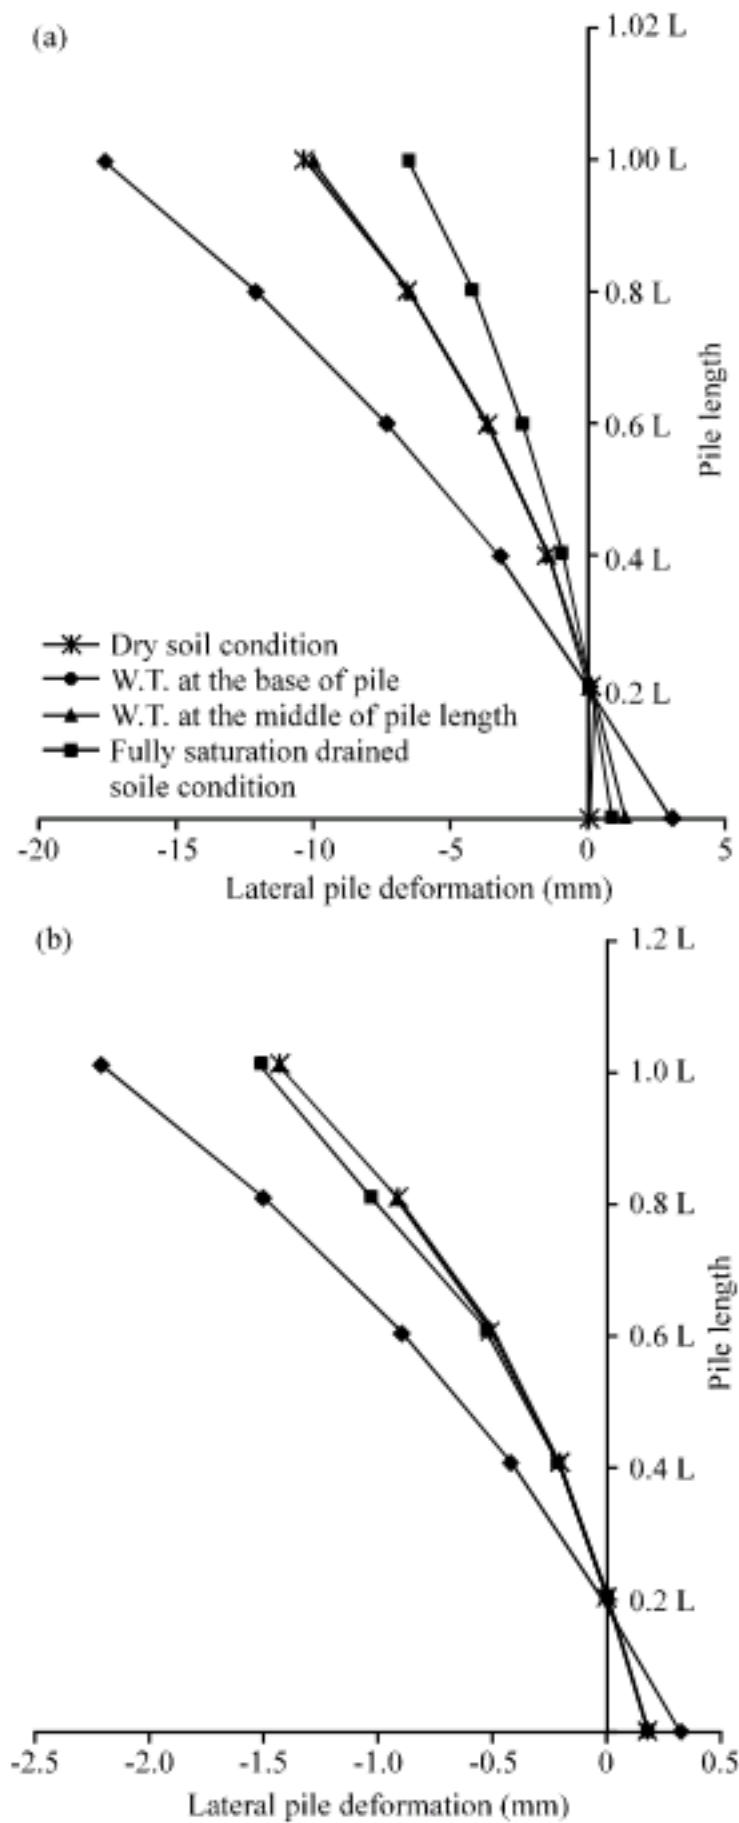 (a)
1.02 L
1.00 L
0.8 L
0.6 L
0.4 L
0.2 L
Pile length
Dry soil condition
W.T. at the base of pile
W.T. at the middle of pile length
Fully saturation drained
soile condition
-20 -15 -10 -5 0 5
Lateral pile deformation (mm)
(b)
1.2 L
1.0 L
0.8 L
0.6 L
0.4 L
0.2 L
Pile length
-2.5 -2.0 -1.5 -1.0 -0.5 0 0.5
Lateral pile deformation (mm)